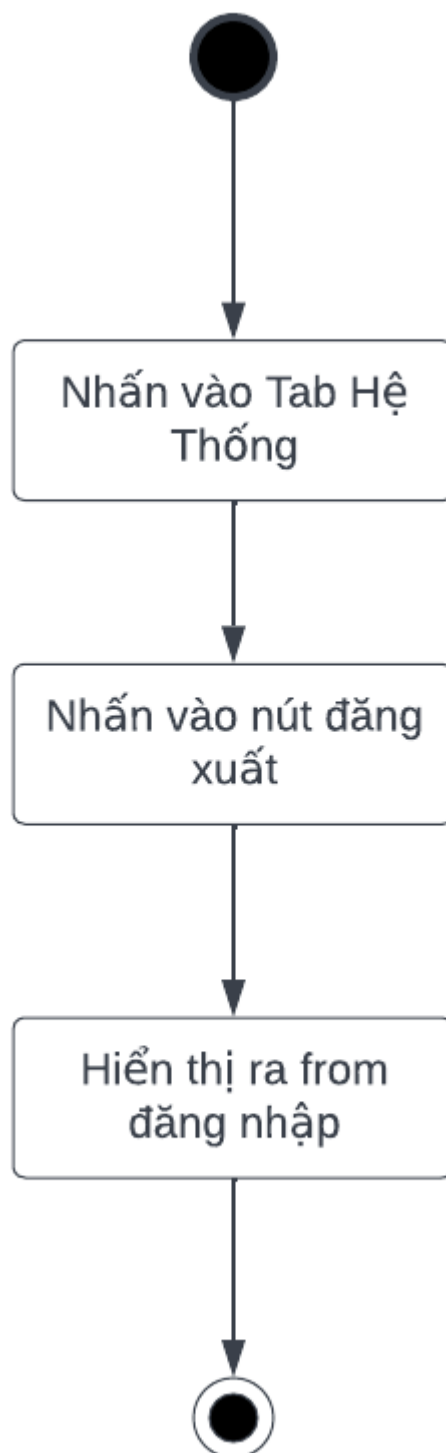 Nhấn vào Tab Hệ
Thống
Nhấn vào nút đăng
xuất
Hiển thị ra from
đăng nhập